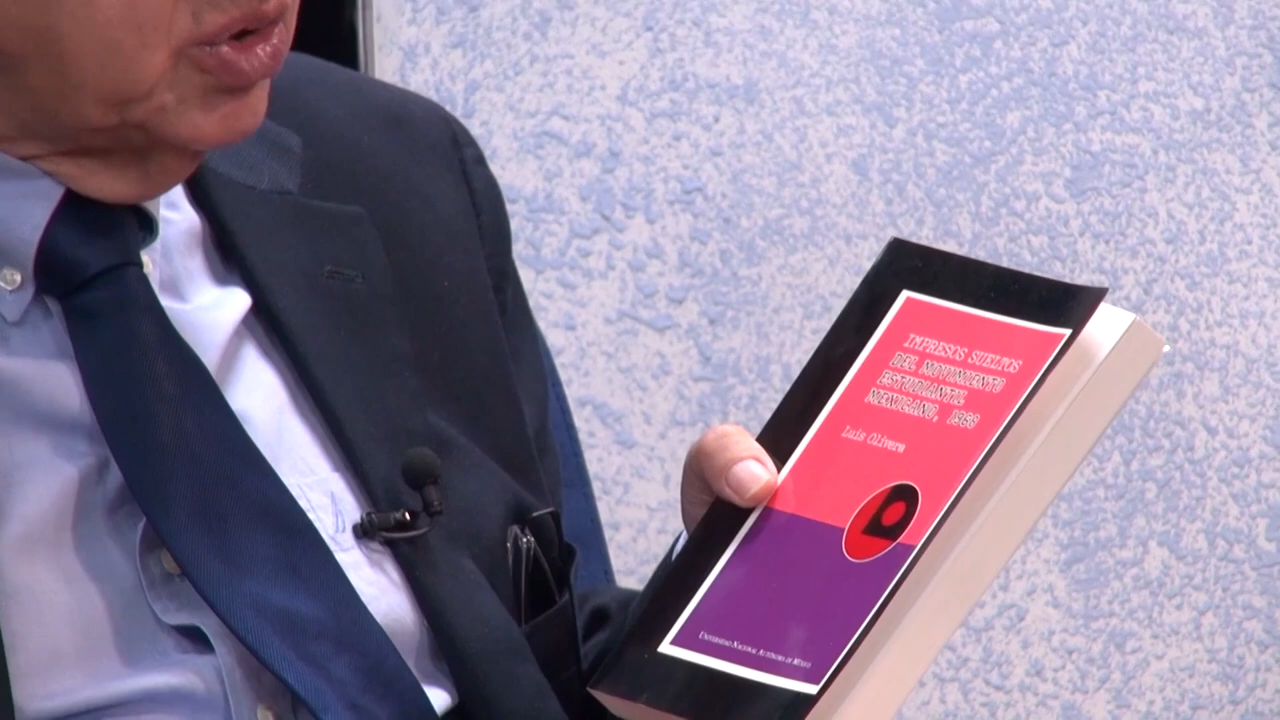 IMPRESOS SUELTOS
DEL MOVIMIENTO
ESTUDIANTIL
MEXICANO, 1968
Luis Olivera
UNIVERSIDAD NACIONAL AUTÓNOMA DE MÉXICO